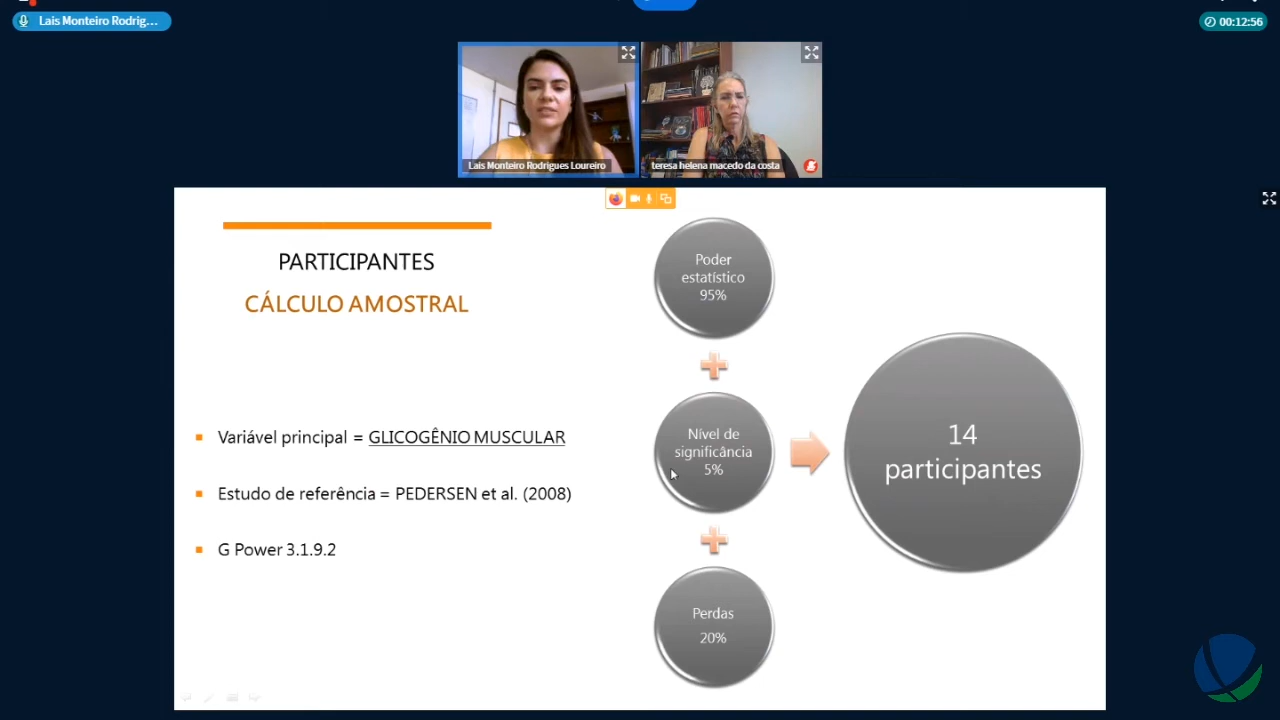 Lais Monteiro Rodrig...
00:12:56
Lais Monteiro Rodrigues Loureiro
teresa helena macedo da costa
PARTICIPANTES
CÁLCULO AMOSTRAL
Variável principal = GLICOGÊNIO MUSCULAR
Estudo de referência = PEDERSEN et al. (2008)
G Power 3.1.9.2
Poder
estatístico
95%
Nível de
significância
5%
Perdas
20%
14
participantes